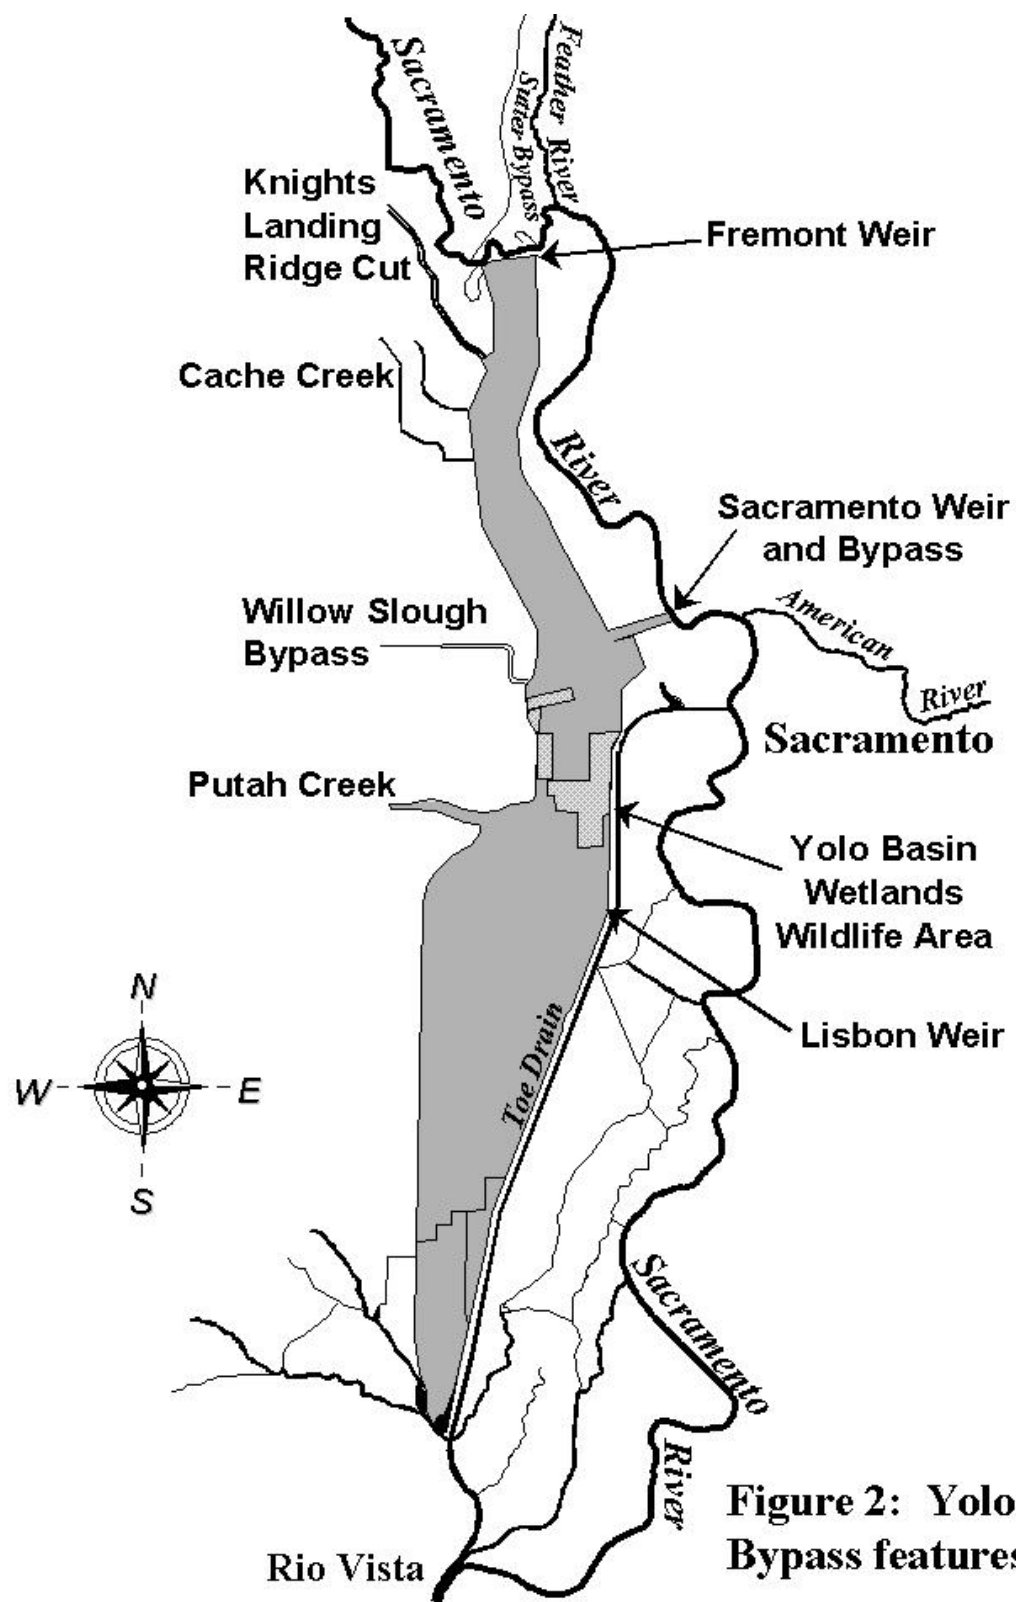 Sacramento
Feather River
Sutter Bypass
Knights
Landing
Ridge Cut
Fremont Weir
Cache Creek
River
Sacramento Weir
and Bypass
Willow Slough
Bypass
American
River
Sacramento
Putah Creek
Yolo Basin
Wetlands
Wildlife Area
N
W
E
S
Toe Drain
Lisbon Weir
Sacramento
River
Rio Vista
Figure 2: Yolo
Bypass features